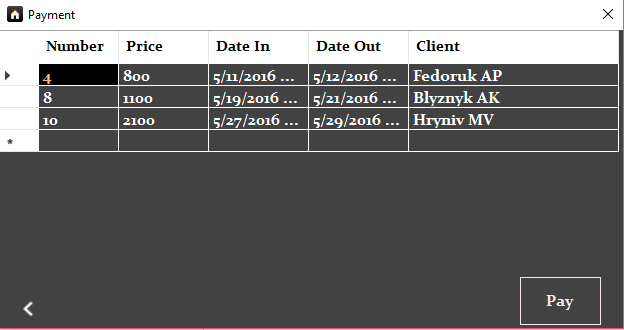 Payment
Number Price Date In Date Out Client
4 800 5/11/2016 ... 5/12/2016 ... Fedoruk AP
8 1100 5/19/2016 ... 5/21/2016 ... Blyznyk AK
10 2100 5/27/2016 ... 5/29/2016 ... Hryniv MV
Pay